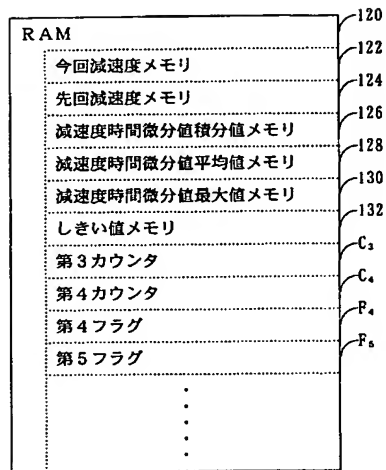 RAM
120
今回減速度メモリ
122
先回減速度メモリ
124
減速度時間微分値積分値メモリ
126
減速度時間微分値平均値メモリ
128
減速度時間微分値最大値メモリ
130
しきい値メモリ
132
第3カウンタ
C₃
第4カウンタ
C₄
第4フラグ
F₄
第5フラグ
F₅